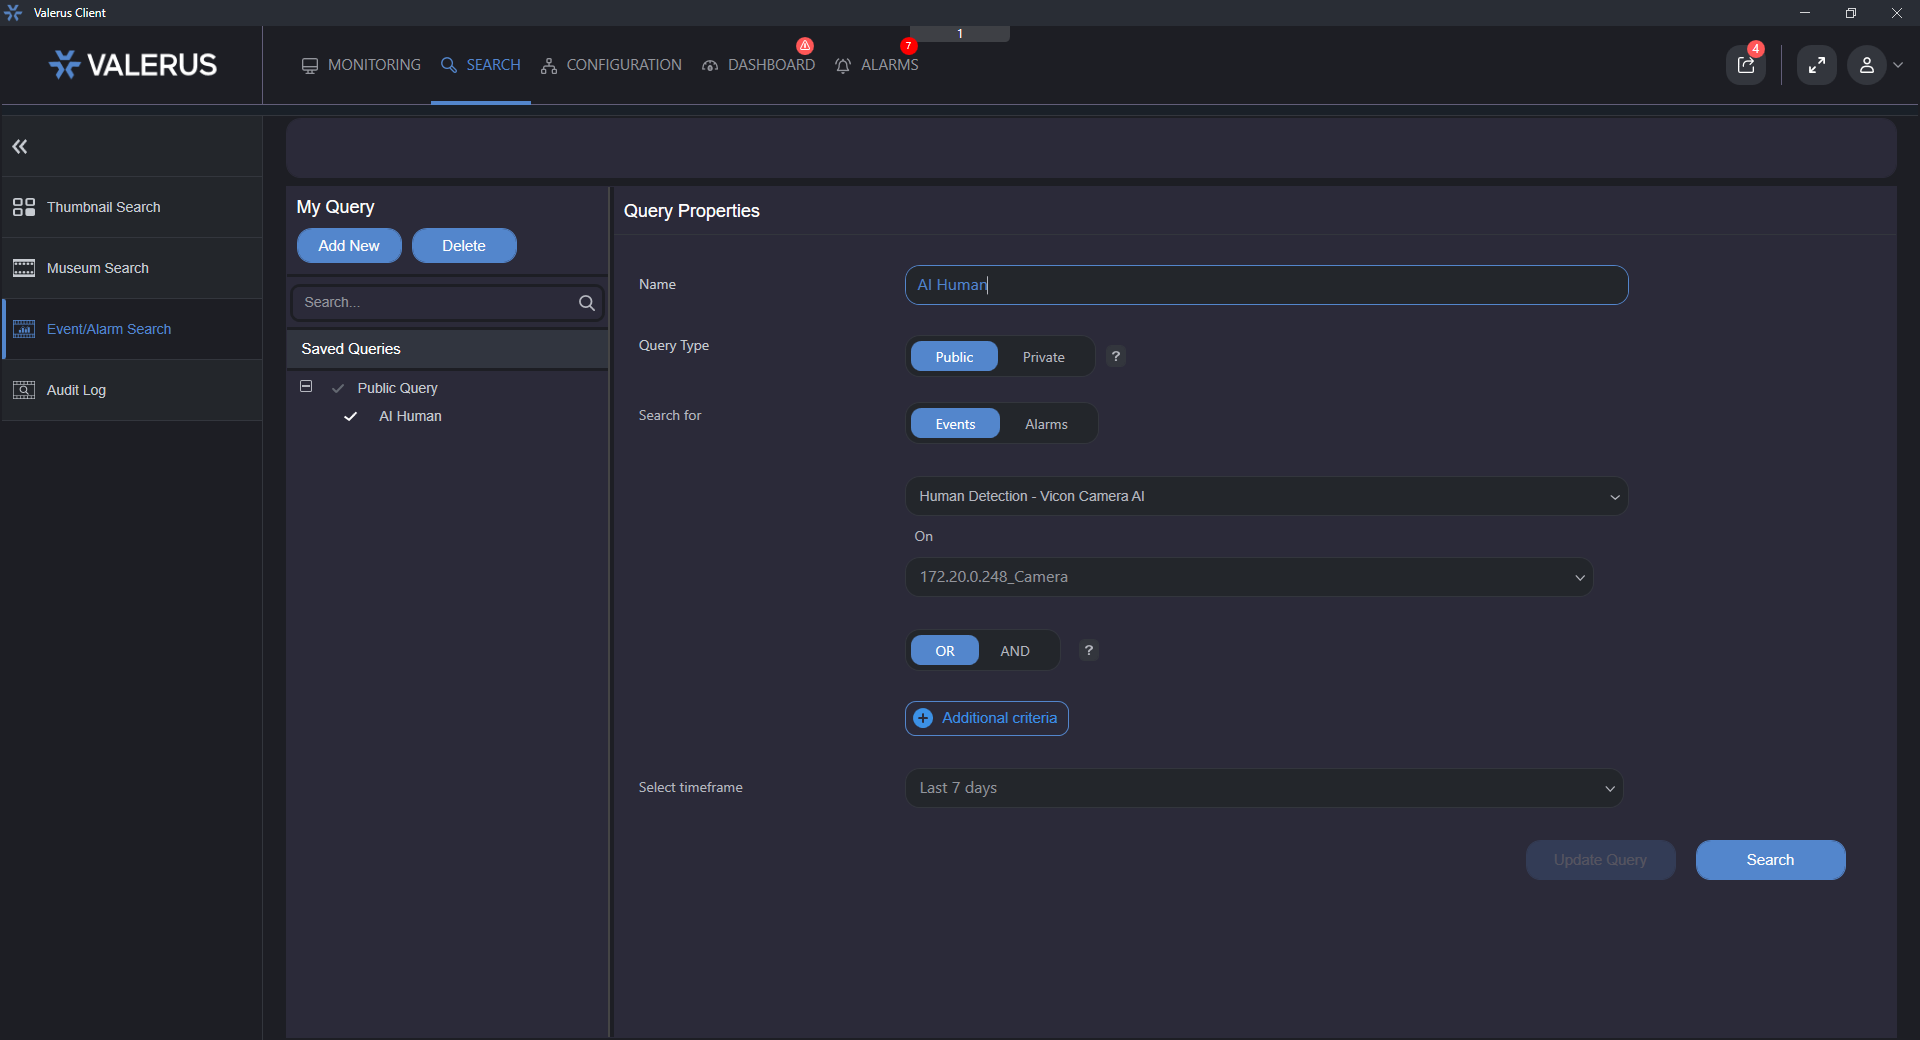 Valerus Client
1
VALERUS
MONITORING
SEARCH
CONFIGURATION
DASHBOARD
7
ALARMS
4
Thumbnail Search
Museum Search
Event/Alarm Search
Audit Log
My Query
Add New
Delete
Search...
Saved Queries
Public Query
AI Human
Query Properties
Name
AI Human
Query Type
Public
Private
?
Search for
Events
Alarms
Human Detection - Vicon Camera AI
On
172.20.0.248_Camera
OR
AND
?
Additional criteria
Select timeframe
Last 7 days
Update Query
Search